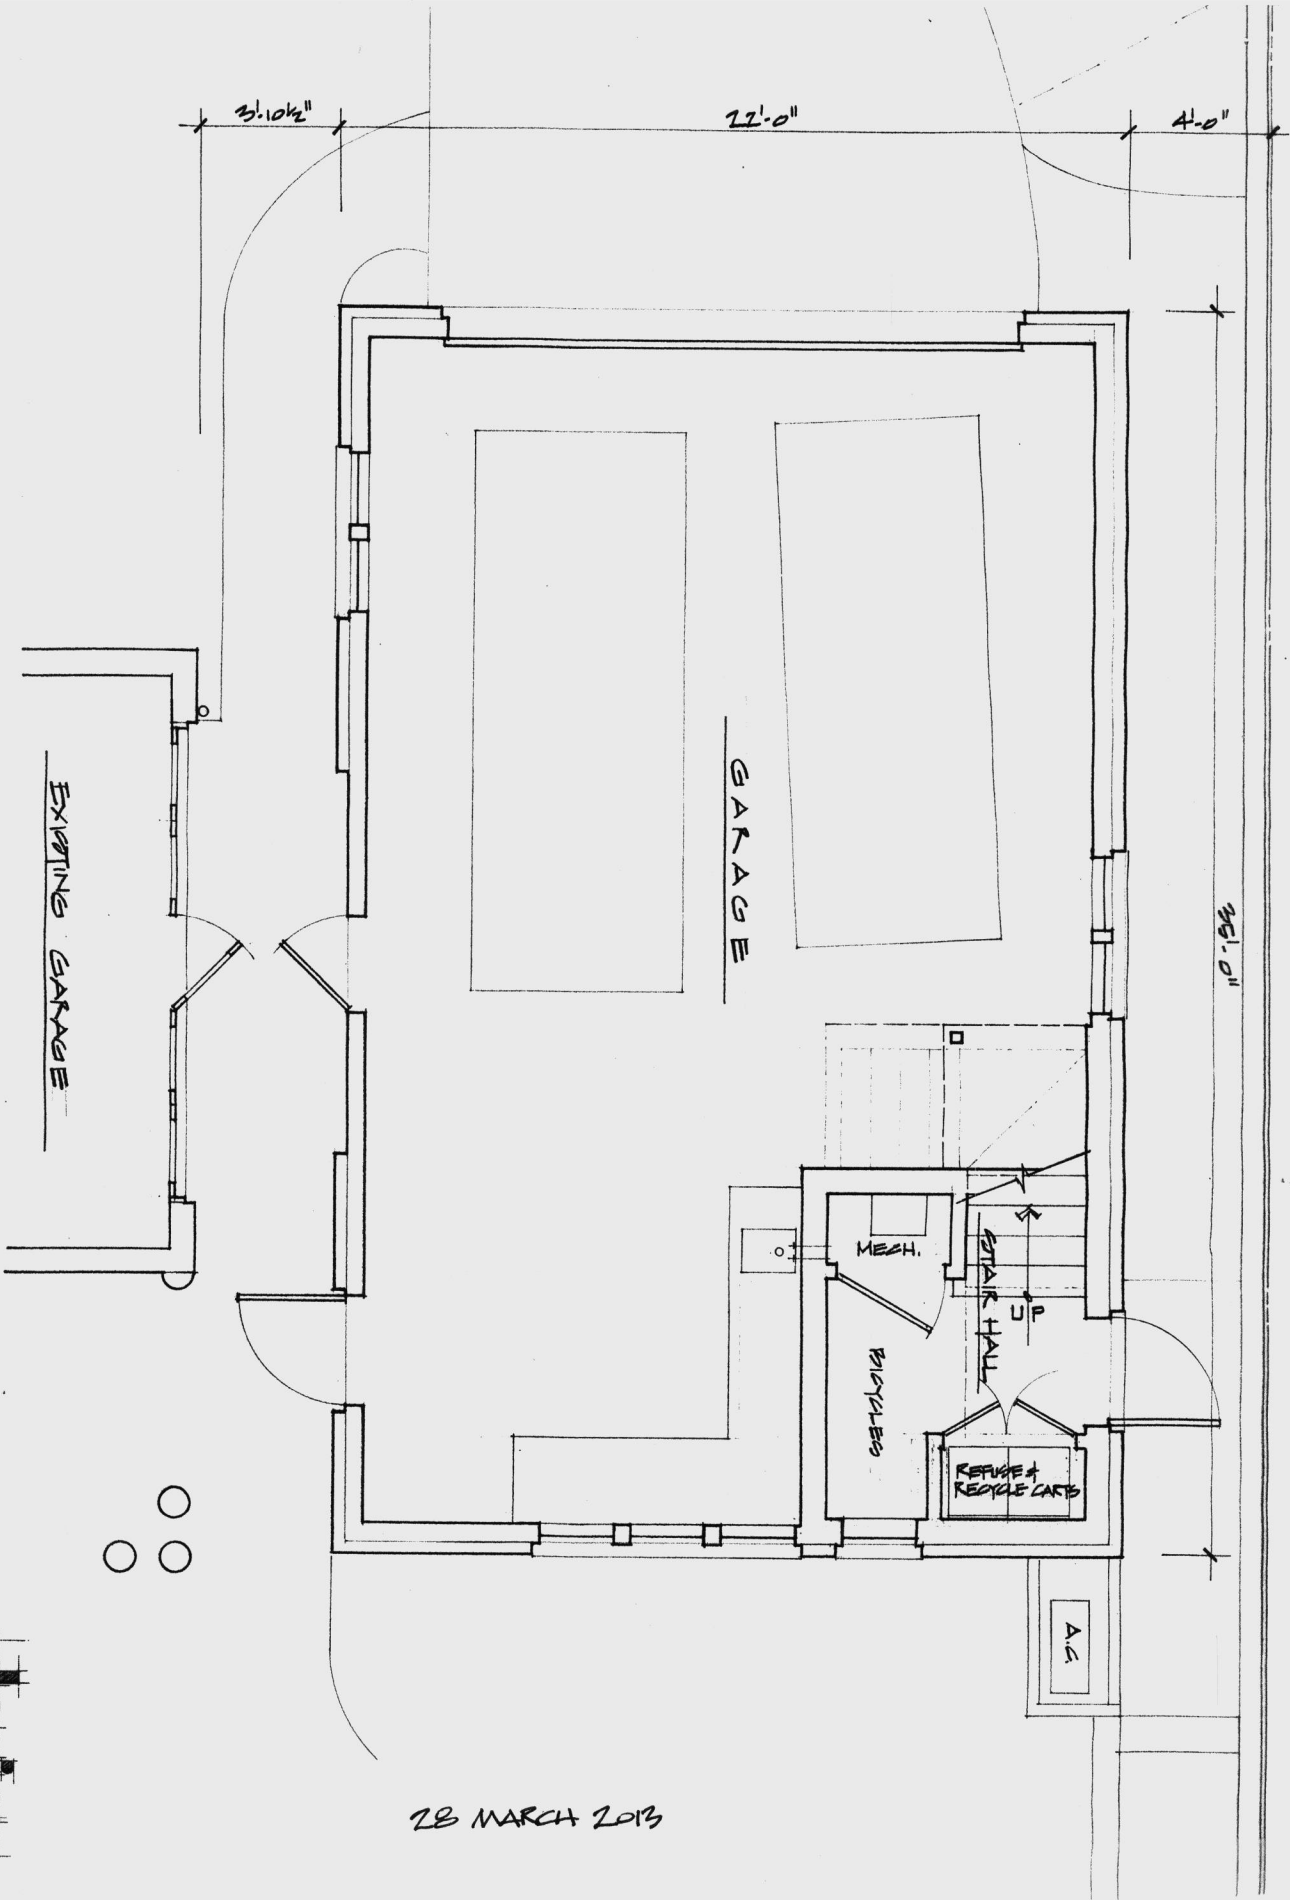 3'-10½"
22'-0"
4'-0"
GARAGE
EXISTING GARAGE
35'-0"
MECH.
STAIR HALL
UP
BICYCLES
REFUSE &
RECYCLE CARTS
A.C.
28 MARCH 2013